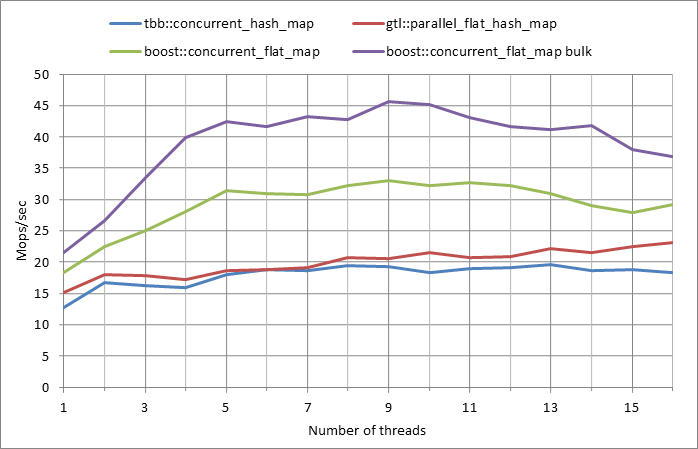 tbb::concurrent_hash_map gtl::parallel_flat_hash_map
boost::concurrent_flat_map boost::concurrent_flat_map bulk
50
45
40
35
30
25
20
15
10
5
0
Mops/sec
1 3 5 7 9 11 13 15
Number of threads